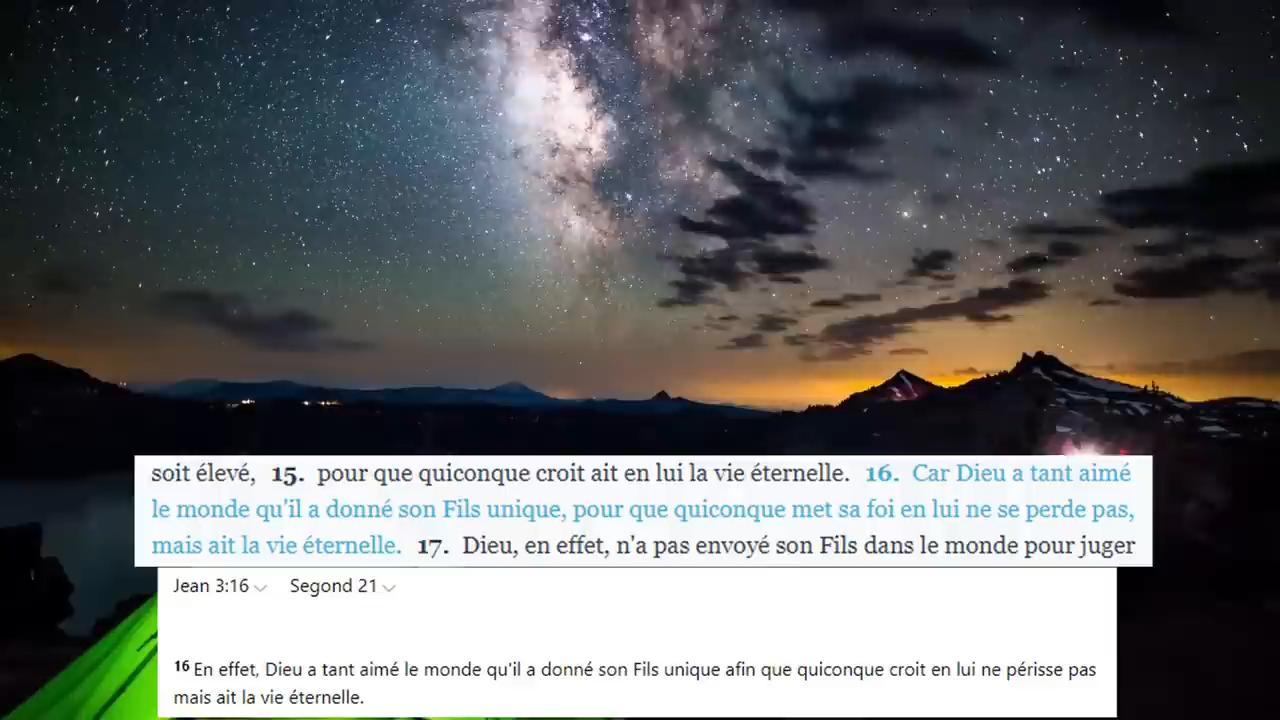 soit élevé, 15. pour que quiconque croit ait en lui la vie éternelle. 16. Car Dieu a tant aimé
le monde qu'il a donné son Fils unique, pour que quiconque met sa foi en lui ne se perde pas,
mais ait la vie éternelle. 17. Dieu, en effet, n'a pas envoyé son Fils dans le monde pour juger
Jean 3:16 Segond 21
16 En effet, Dieu a tant aimé le monde qu'il a donné son Fils unique afin que quiconque croit en lui ne périsse pas
mais ait la vie éternelle.